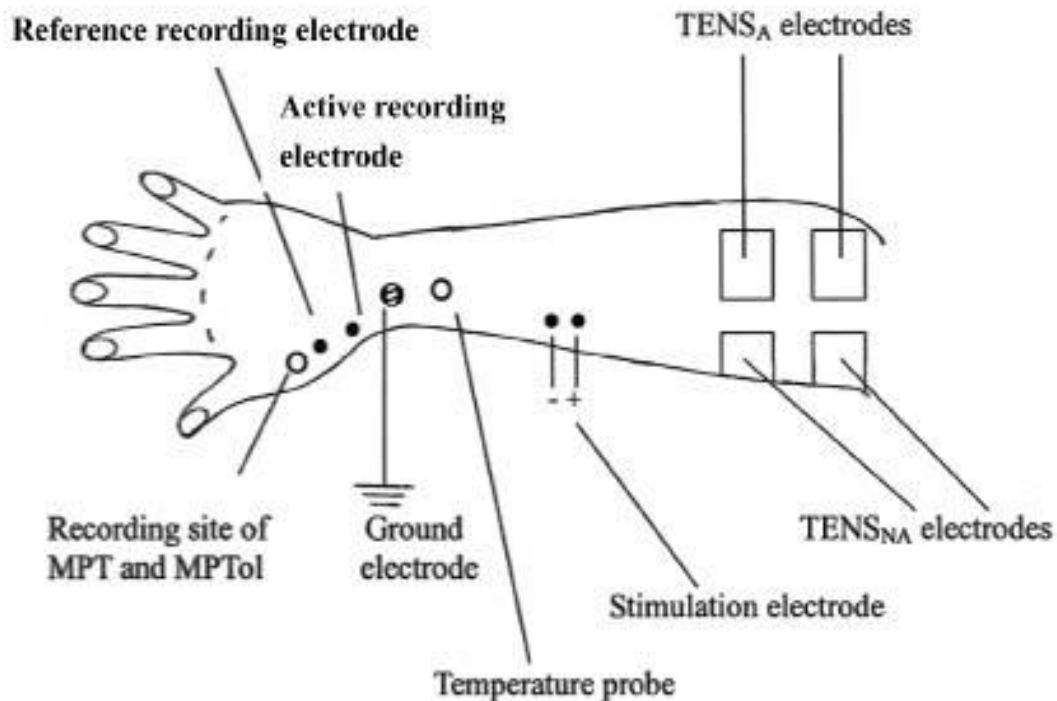 Reference recording electrode
TENSA electrodes
Active recording
electrode
- +
Recording site of
MPT and MPTol
Ground
electrode
TENSNA electrodes
Stimulation electrode
Temperature probe